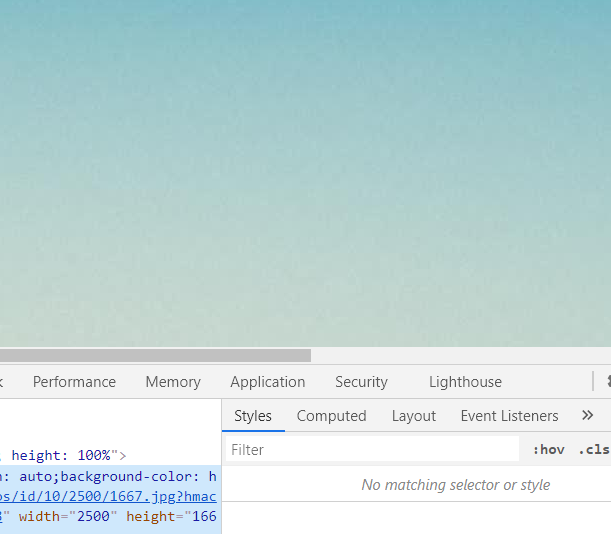 Performance Memory Application Security Lighthouse
Styles Computed Layout Event Listeners »
Filter :hov .cls
No matching selector or style
height: 100%">
: auto;background-color: h
s/id/10/2500/1667.jpg?hmac
" width="2500" height="166